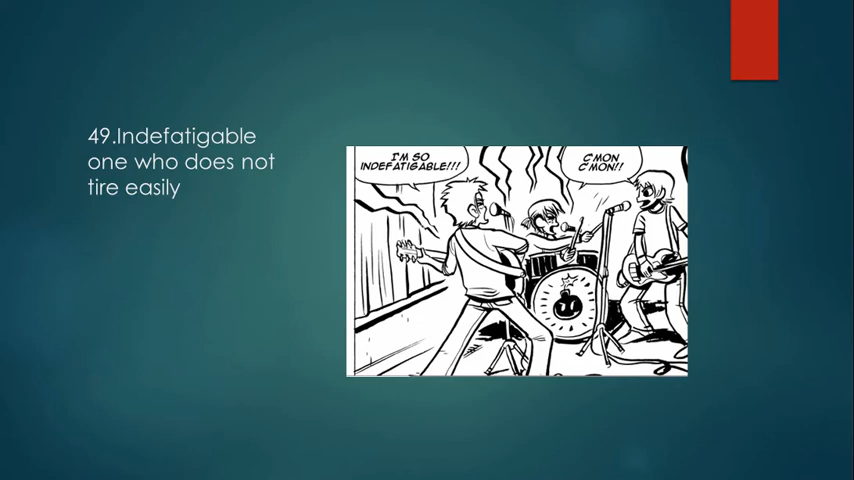 49.Indefatigable
one who does not
tire easily
I'M SO
INDEFATIGABLE!!!
C'MON
C'MON!!